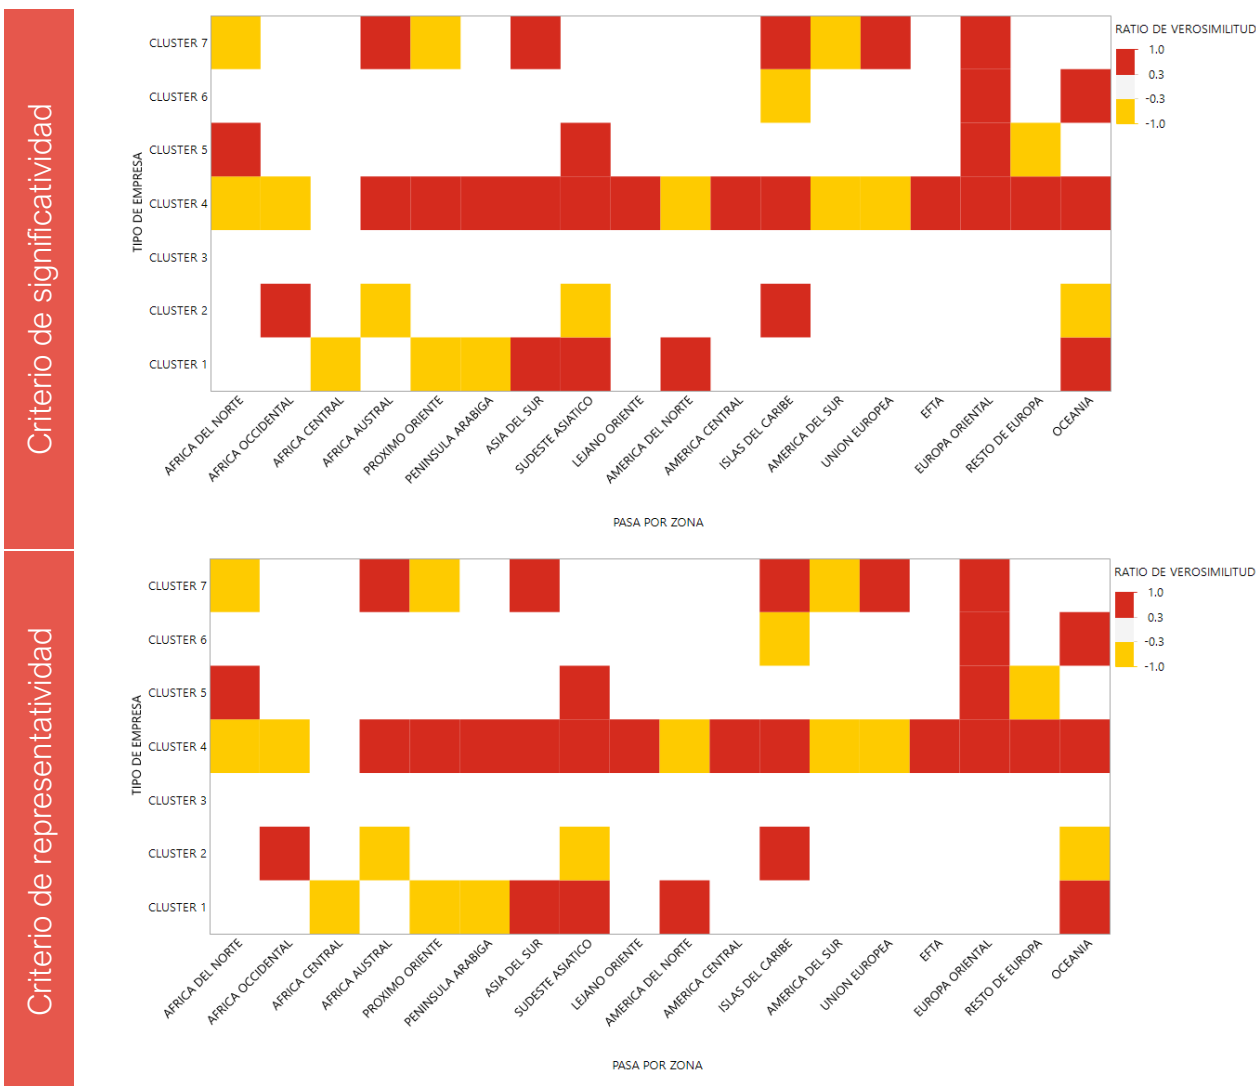 Criterio de significatividad
TIPO DE EMPRESA
CLUSTER 7
CLUSTER 6
CLUSTER 5
CLUSTER 4
CLUSTER 3
CLUSTER 2
CLUSTER 1
AFRICA DEL NORTE
AFRICA OCCIDENTAL
AFRICA CENTRAL
AFRICA AUSTRAL
PROXIMO ORIENTE
PENINSULA ARABIGA
ASIA DEL SUR
SUDESTE ASIATICO
LEJANO ORIENTE
AMERICA DEL NORTE
AMERICA CENTRAL
ISLAS DEL CARIBE
AMERICA DEL SUR
UNION EUROPEA
EFTA
EUROPA ORIENTAL
RESTO DE EUROPA
OCEANIA
PASA POR ZONA
RATIO DE VEROSIMILITUD
1.0
0.3
-0.3
-1.0
Criterio de representatividad
TIPO DE EMPRESA
CLUSTER 7
CLUSTER 6
CLUSTER 5
CLUSTER 4
CLUSTER 3
CLUSTER 2
CLUSTER 1
AFRICA DEL NORTE
AFRICA OCCIDENTAL
AFRICA CENTRAL
AFRICA AUSTRAL
PROXIMO ORIENTE
PENINSULA ARABIGA
ASIA DEL SUR
SUDESTE ASIATICO
LEJANO ORIENTE
AMERICA DEL NORTE
AMERICA CENTRAL
ISLAS DEL CARIBE
AMERICA DEL SUR
UNION EUROPEA
EFTA
EUROPA ORIENTAL
RESTO DE EUROPA
OCEANIA
PASA POR ZONA
RATIO DE VEROSIMILITUD
1.0
0.3
-0.3
-1.0